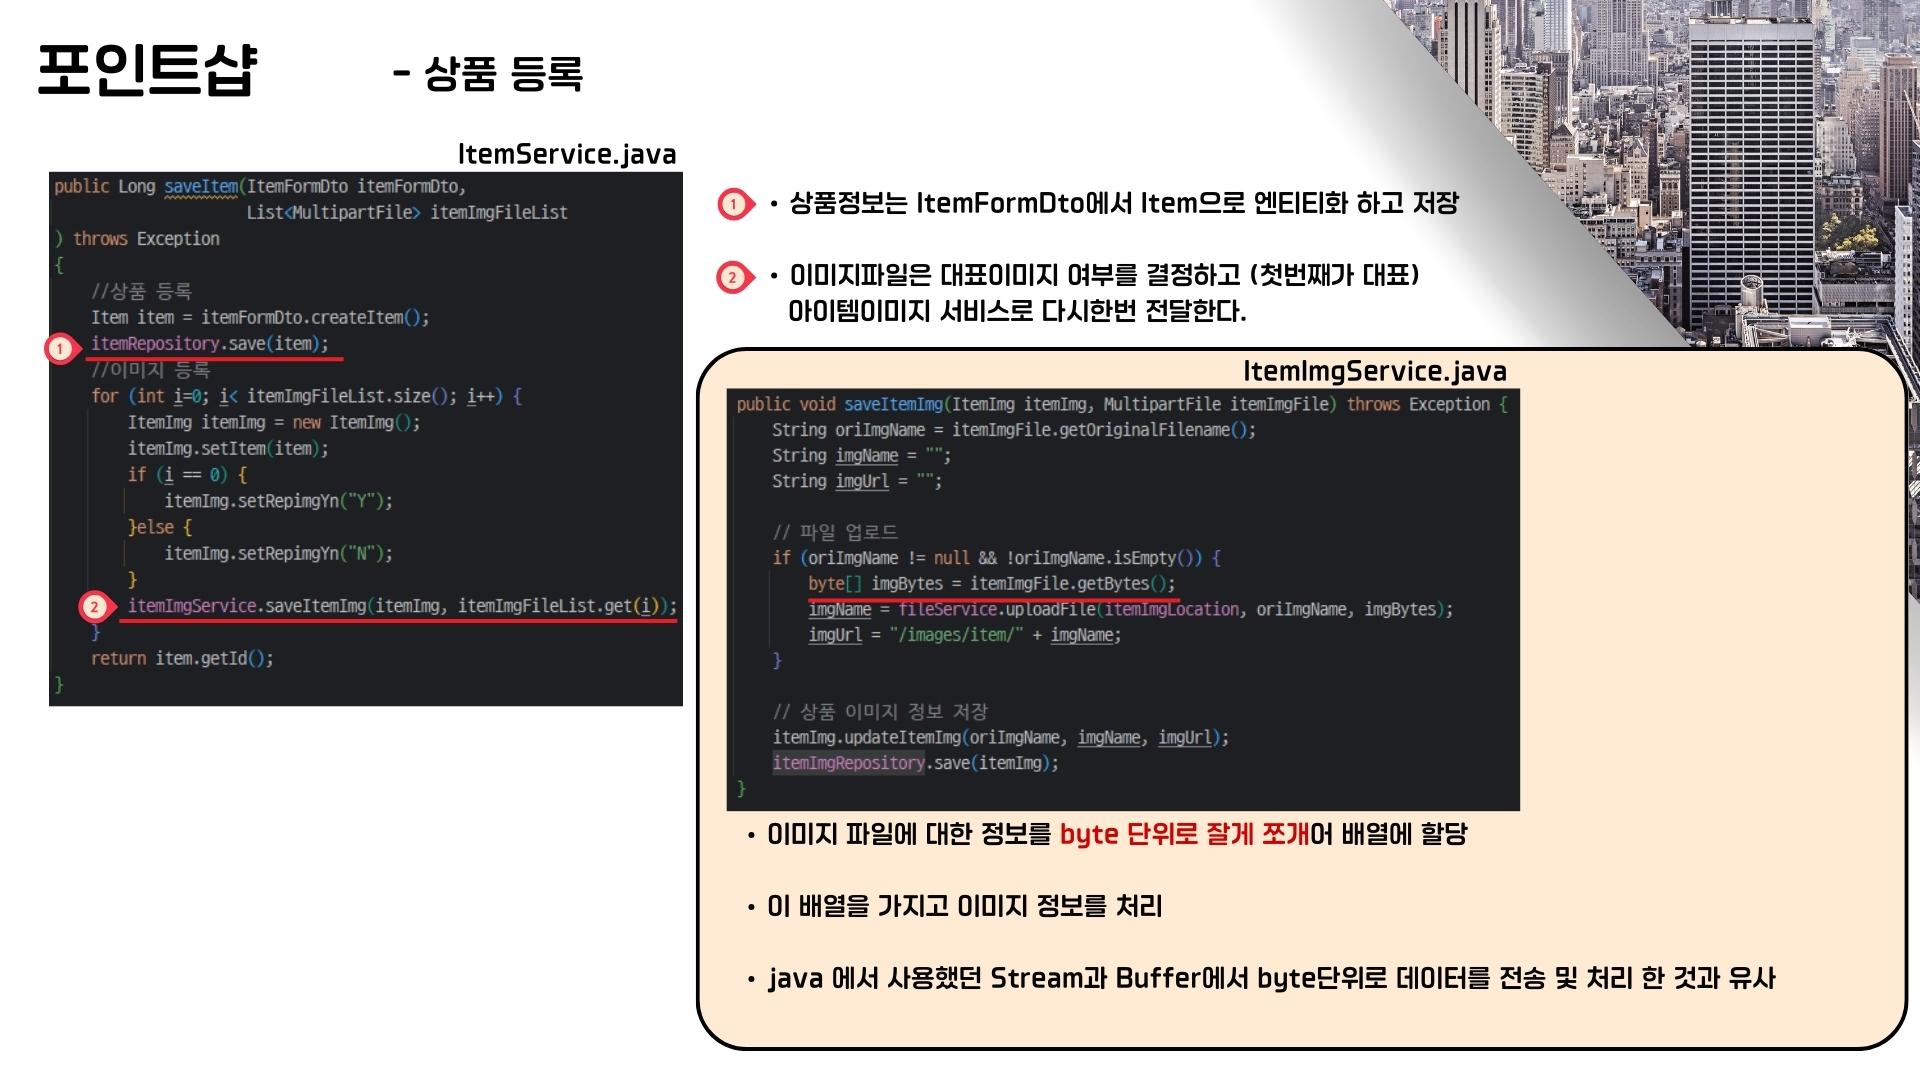 포인트샵
- 상품 등록
ItemService.java
public Long saveItem(ItemFormDto itemFormDto,
List<MultipartFile> itemImgFileList
) throws Exception
{
//상품 등록
Item item = itemFormDto.createItem();
1
itemRepository.save(item);
//이미지 등록
for (int i=0; i< itemImgFileList.size(); i++) {
ItemImg itemImg = new ItemImg();
itemImg.setItem(item);
if (i == 0) {
itemImg.setRepimgYn("Y");
}else {
itemImg.setRepimgYn("N");
}
2
itemImgService.saveItemImg(itemImg, itemImgFileList.get(i));
}
return item.getId();
}
1
• 상품정보는 ItemFormDto에서 Item으로 엔티티화 하고 저장
2
• 이미지파일은 대표이미지 여부를 결정하고 (첫번째가 대표)
아이템이미지 서비스로 다시한번 전달한다.
ItemImgService.java
public void saveItemImg(ItemImg itemImg, MultipartFile itemImgFile) throws Exception {
String oriImgName = itemImgFile.getOriginalFilename();
String imgName = "";
String imgUrl = "";
// 파일 업로드
if (oriImgName != null && !oriImgName.isEmpty()) {
byte[] imgBytes = itemImgFile.getBytes();
imgName = fileService.uploadFile(itemImgLocation, oriImgName, imgBytes);
imgUrl = "/images/item/" + imgName;
}
// 상품 이미지 정보 저장
itemImg.updateItemImg(oriImgName, imgName, imgUrl);
itemImgRepository.save(itemImg);
}
• 이미지 파일에 대한 정보를 byte 단위로 잘게 쪼개어 배열에 할당
• 이 배열을 가지고 이미지 정보를 처리
• java 에서 사용했던 Stream과 Buffer에서 byte단위로 데이터를 전송 및 처리 한 것과 유사